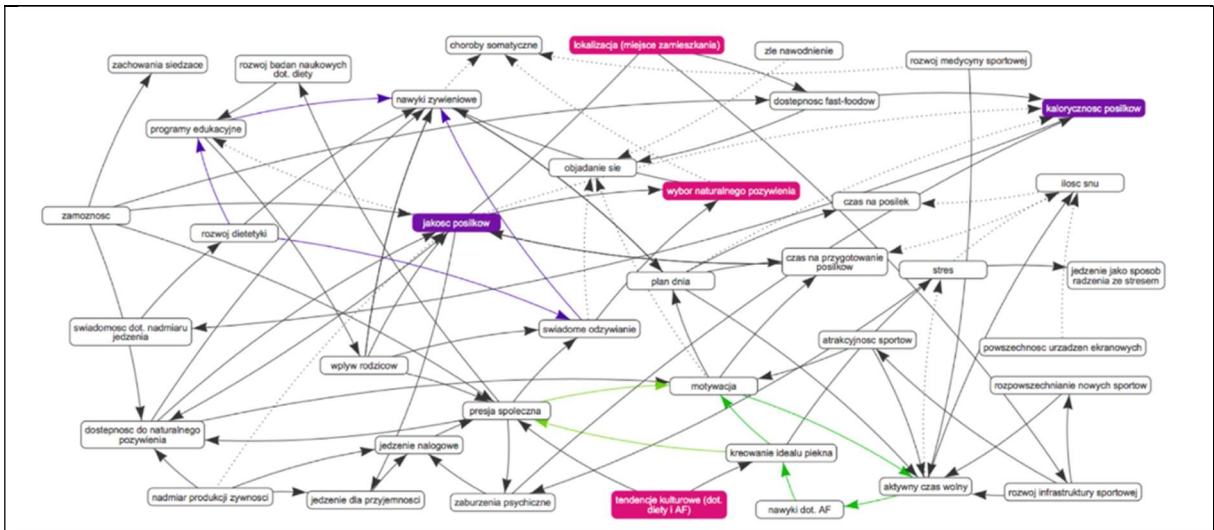 choroby somatyczne
lokalizacja (miejsce zamieszkania)
zle nawodnienie
zachowania siedzace
rozwoj badan naukowych
dot. diety
rozwoj medycyny sportowej
nawyki zywieniowe
dostepnosc fast-foodow
kalorycznosc posilkow
programy edukacyjne
objadanie sie
wybor naturalnego pozywienia
ilosc snu
czas na posilek
zamoznosc
jakosc posilkow
rozwoj dietetyki
czas na przygotowanie
posilkow
stres
jedzenie jako sposob
radzenia ze stresem
plan dnia
swiadomosc dot. nadmiaru
jedzenia
swiadome odzywianie
atrakcyjnosc sportow
powszechnosc urzadzen ekranowych
wplyw rodzicow
motywacja
rozpowszechnianie nowych sportow
presja spoleczna
dostepnosc do naturalnego
pozywienia
jedzenie nalogowe
kreowanie idealu piekna
nadmiar produkcji zywnosci
jedzenie dla przyjemnosci
zaburzenia psychiczne
tendencje kulturowe (dot.
diety i AF)
nawyki dot. AF
aktywny czas wolny
rozwoj infrastruktury sportowej